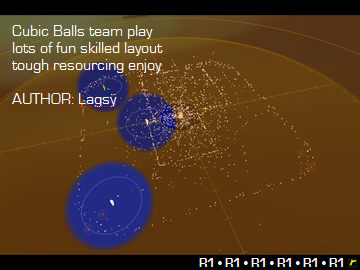 Cubic Balls team play
lots of fun skilled layout
tough resourcing enjoy
AUTHOR: Lagsÿ
R1 • R1 • R1 • R1 • R1 • R1 r